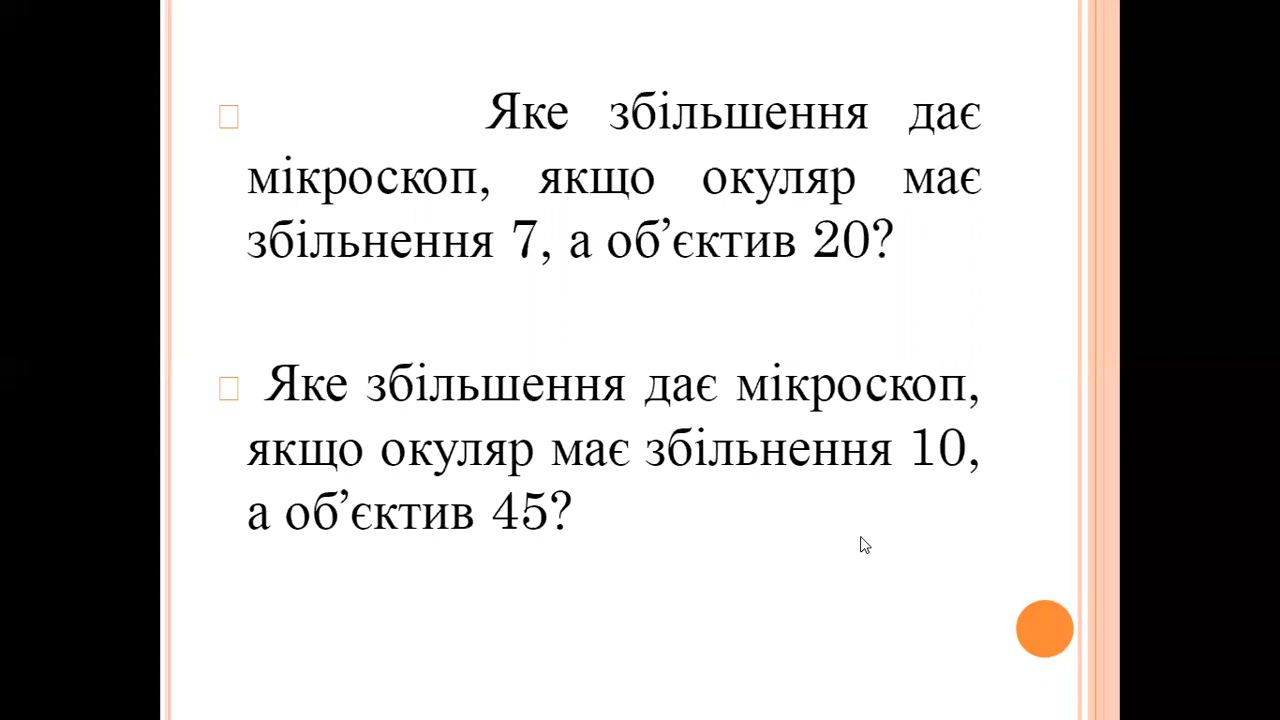 Яке збільшення дає
мікроскоп, якщо окуляр має
збільнення 7, а об’єктив 20?
Яке збільшення дає мікроскоп,
якщо окуляр має збільнення 10,
а об’єктив 45?